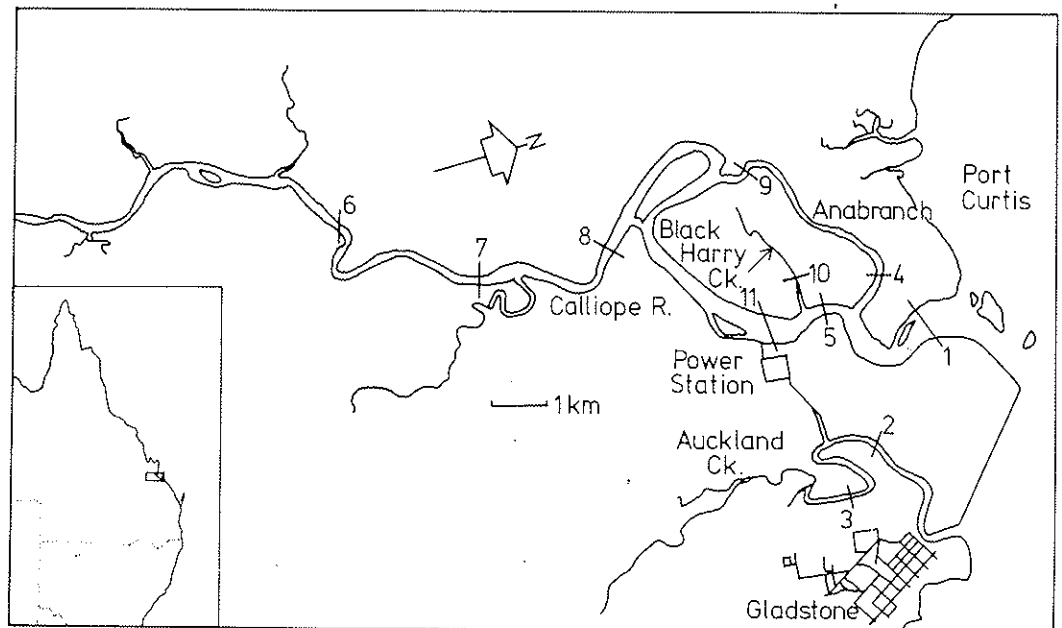 N
Port
Curtis
9
Anabranch
6
Black
Harry
Ck.
8
7
10
4
11
Calliope R.
5
1
Power
Station
1km
2
Auckland
Ck.
3
Gladstone